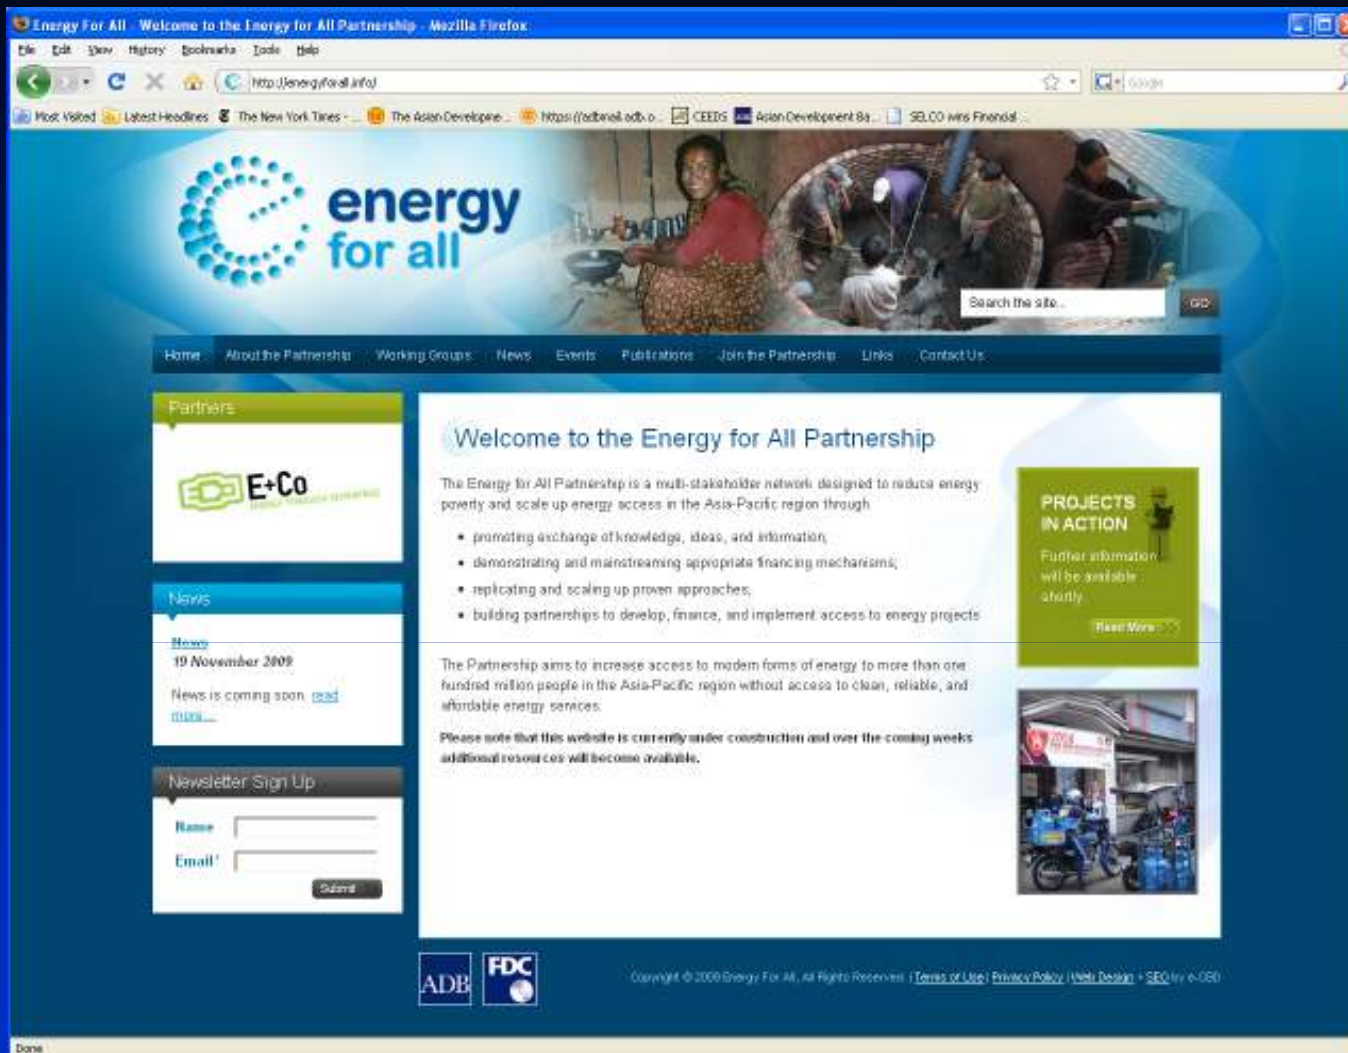 Energy For All - Welcome to the Energy for All Partnership - Mozilla Firefox
File Edit View History Bookmarks Tools Help
http://energyforall.info/
Google
Most Visited Latest Headlines The New York Times - ... The Asian Developme... https://adbmail.adb.o... CEEDS Asian Development Ba... SELCO wins Financial ...
energy
for all
Search the site...
GO
Home About the Partnership Working Groups News Events Publications Join the Partnership Links Contact Us
Partners
E+Co
News
News
19 November 2009
News is coming soon. read
more...
Newsletter Sign Up
Name
Email*
Submit
Welcome to the Energy for All Partnership
The Energy for All Partnership is a multi-stakeholder network designed to reduce energy
poverty and scale up energy access in the Asia-Pacific region through
• promoting exchange of knowledge, ideas, and information;
• demonstrating and mainstreaming appropriate financing mechanisms;
• replicating and scaling up proven approaches;
• building partnerships to develop, finance, and implement access to energy projects
The Partnership aims to increase access to modern forms of energy to more than one
hundred million people in the Asia-Pacific region without access to clean, reliable, and
affordable energy services.
Please note that this website is currently under construction and over the coming weeks
additional resources will become available.
PROJECTS
IN ACTION
Further information
will be available
shortly.
Read More >>
ADB
FDC
Copyright © 2009 Energy For All, All Rights Reserved. | Terms of Use | Privacy Policy | Web Design + SEO by e-CBD
Done